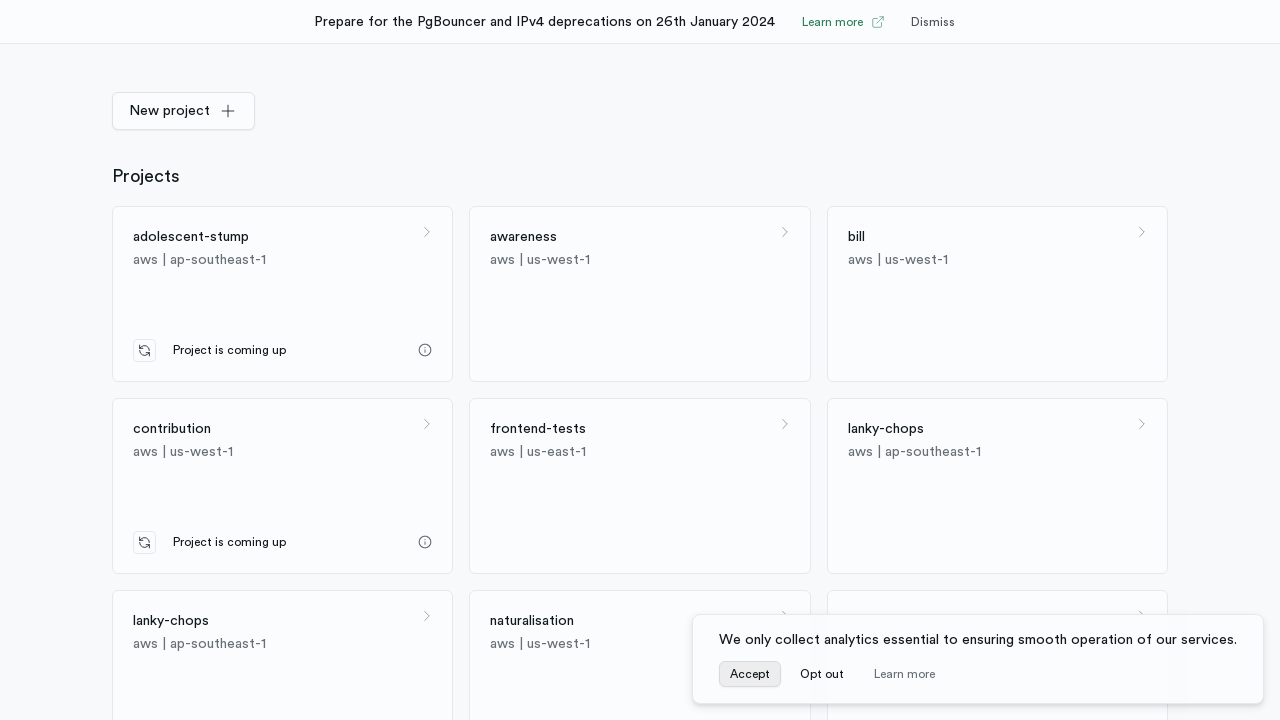 Prepare for the PgBouncer and IPv4 deprecations on 26th January 2024 Learn more Dismiss
New project
Projects
adolescent-stump
aws | ap-southeast-1
Project is coming up
awareness
aws | us-west-1
bill
aws | us-west-1
contribution
aws | us-west-1
Project is coming up
frontend-tests
aws | us-east-1
lanky-chops
aws | ap-southeast-1
lanky-chops
aws | ap-southeast-1
naturalisation
aws | us-west-1
We only collect analytics essential to ensuring smooth operation of our services.
Accept Opt out Learn more